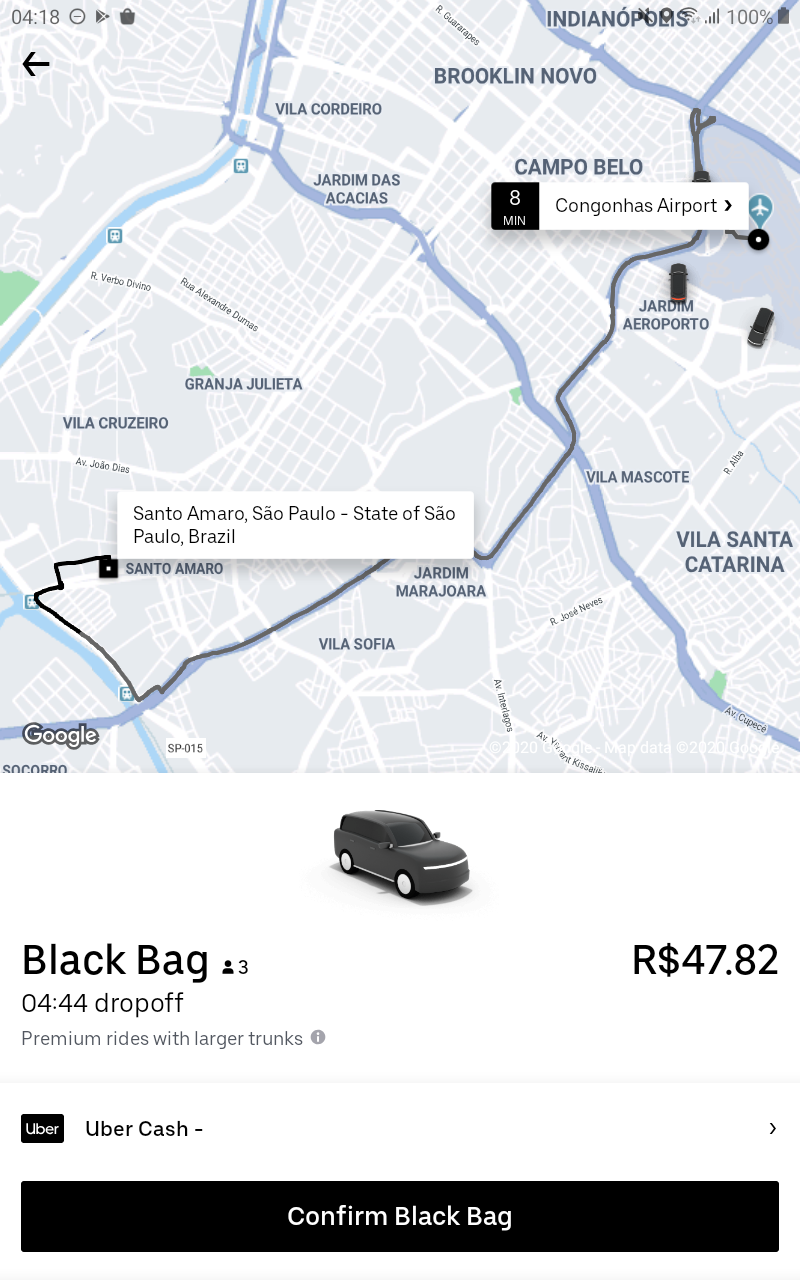 04:18
100%
INDIANÓPOLIS
R. Guararapes
BROOKLIN NOVO
VILA CORDEIRO
CAMPO BELO
JARDIM DAS
ACACIAS
8
MIN
Congonhas Airport ›
R. Verbo Divino
Rua Alexandre Dumas
JARDIM
AEROPORTO
GRANJA JULIETA
VILA CRUZEIRO
Av. João Dias
R. Alba
VILA MASCOTE
Santo Amaro, São Paulo - State of São
Paulo, Brazil
VILA SANTA
CATARINA
SANTO AMARO
JARDIM
MARAJOARA
R. José Neves
VILA SOFIA
Av. Interlagos
Av. Cupecê
Google
SP-015
Av. Yervant Kissajik
©2020 Google - Map data ©2020 Google
SOCORRO
Black Bag 3
R$47.82
04:44 dropoff
Premium rides with larger trunks
Uber
Uber Cash -
Confirm Black Bag